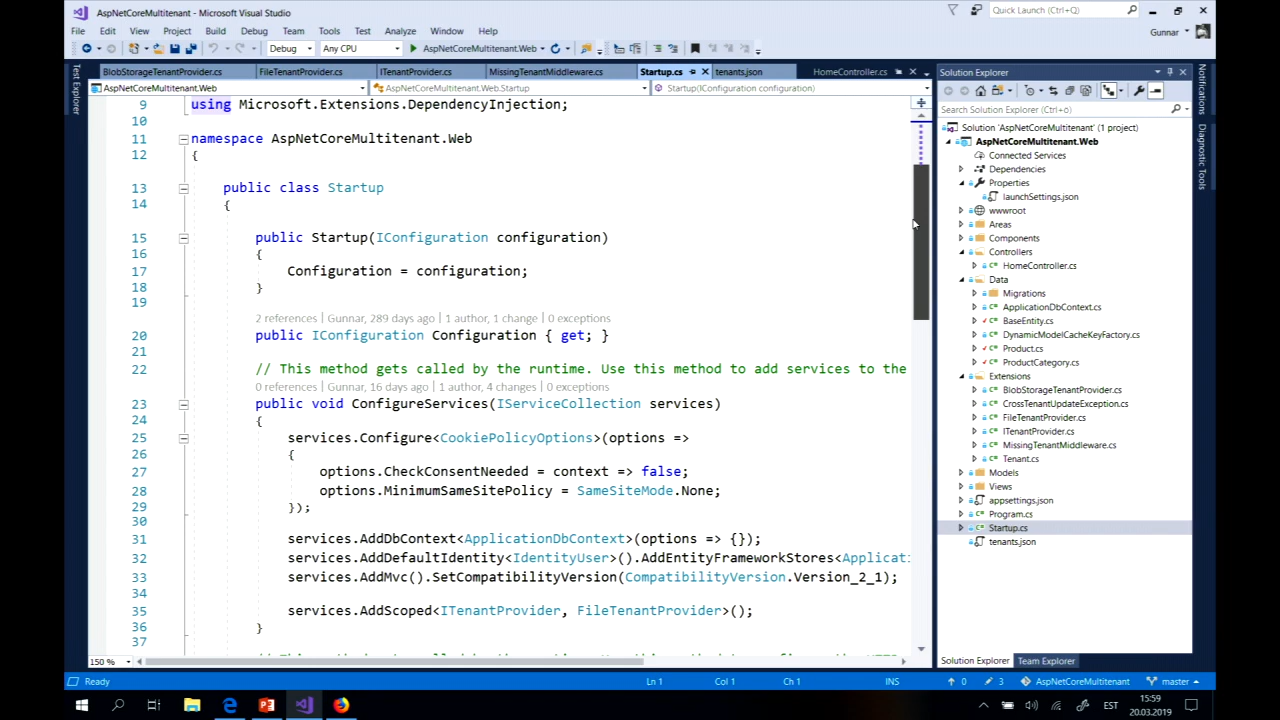 AspNetCoreMultitenant - Microsoft Visual Studio
Quick Launch (Ctrl+Q)
File Edit View Project Build Debug Team Tools Test Analyze Window Help
Gunnar
Debug Any CPU AspNetCoreMultitenant.Web
Test Explorer
BlobStorageTenantProvider.cs FileTenantProvider.cs ITenantProvider.cs MissingTenantMiddleware.cs Startup.cs tenants.json HomeController.cs
AspNetCoreMultitenant.Web AspNetCoreMultitenant.Web.Startup Startup(IConfiguration configuration)
9 using Microsoft.Extensions.DependencyInjection;
10
11 namespace AspNetCoreMultitenant.Web
12 {
13 public class Startup
14 {
15 public Startup(IConfiguration configuration)
16 {
17 Configuration = configuration;
18 }
19
2 references | Gunnar, 289 days ago | 1 author, 1 change | 0 exceptions
20 public IConfiguration Configuration { get; }
21
22 // This method gets called by the runtime. Use this method to add services to the
0 references | Gunnar, 16 days ago | 1 author, 4 changes | 0 exceptions
23 public void ConfigureServices(IServiceCollection services)
24 {
25 services.Configure<CookiePolicyOptions>(options =>
26 {
27 options.CheckConsentNeeded = context => false;
28 options.MinimumSameSitePolicy = SameSiteMode.None;
29 });
30
31 services.AddDbContext<ApplicationDbContext>(options => {});
32 services.AddDefaultIdentity<IdentityUser>().AddEntityFrameworkStores<Applicati
33 services.AddMvc().SetCompatibilityVersion(CompatibilityVersion.Version_2_1);
34
35 services.AddScoped<ITenantProvider, FileTenantProvider>();
36 }
37
150 %
Solution Explorer
Search Solution Explorer (Ctrl+õ)
Solution 'AspNetCoreMultitenant' (1 project)
AspNetCoreMultitenant.Web
Connected Services
Dependencies
Properties
launchSettings.json
wwwroot
Areas
Components
Controllers
HomeController.cs
Data
Migrations
ApplicationDbContext.cs
BaseEntity.cs
DynamicModelCacheKeyFactory.cs
Product.cs
ProductCategory.cs
Extensions
BlobStorageTenantProvider.cs
CrossTenantUpdateException.cs
FileTenantProvider.cs
ITenantProvider.cs
MissingTenantMiddleware.cs
Tenant.cs
Models
Views
appsettings.json
Program.cs
Startup.cs
tenants.json
Solution Explorer Team Explorer
Notifications
Diagnostic Tools
Ready Ln 1 Col 1 Ch 1 INS 0 3 AspNetCoreMultitenant master
EST 15:59
20.03.2019